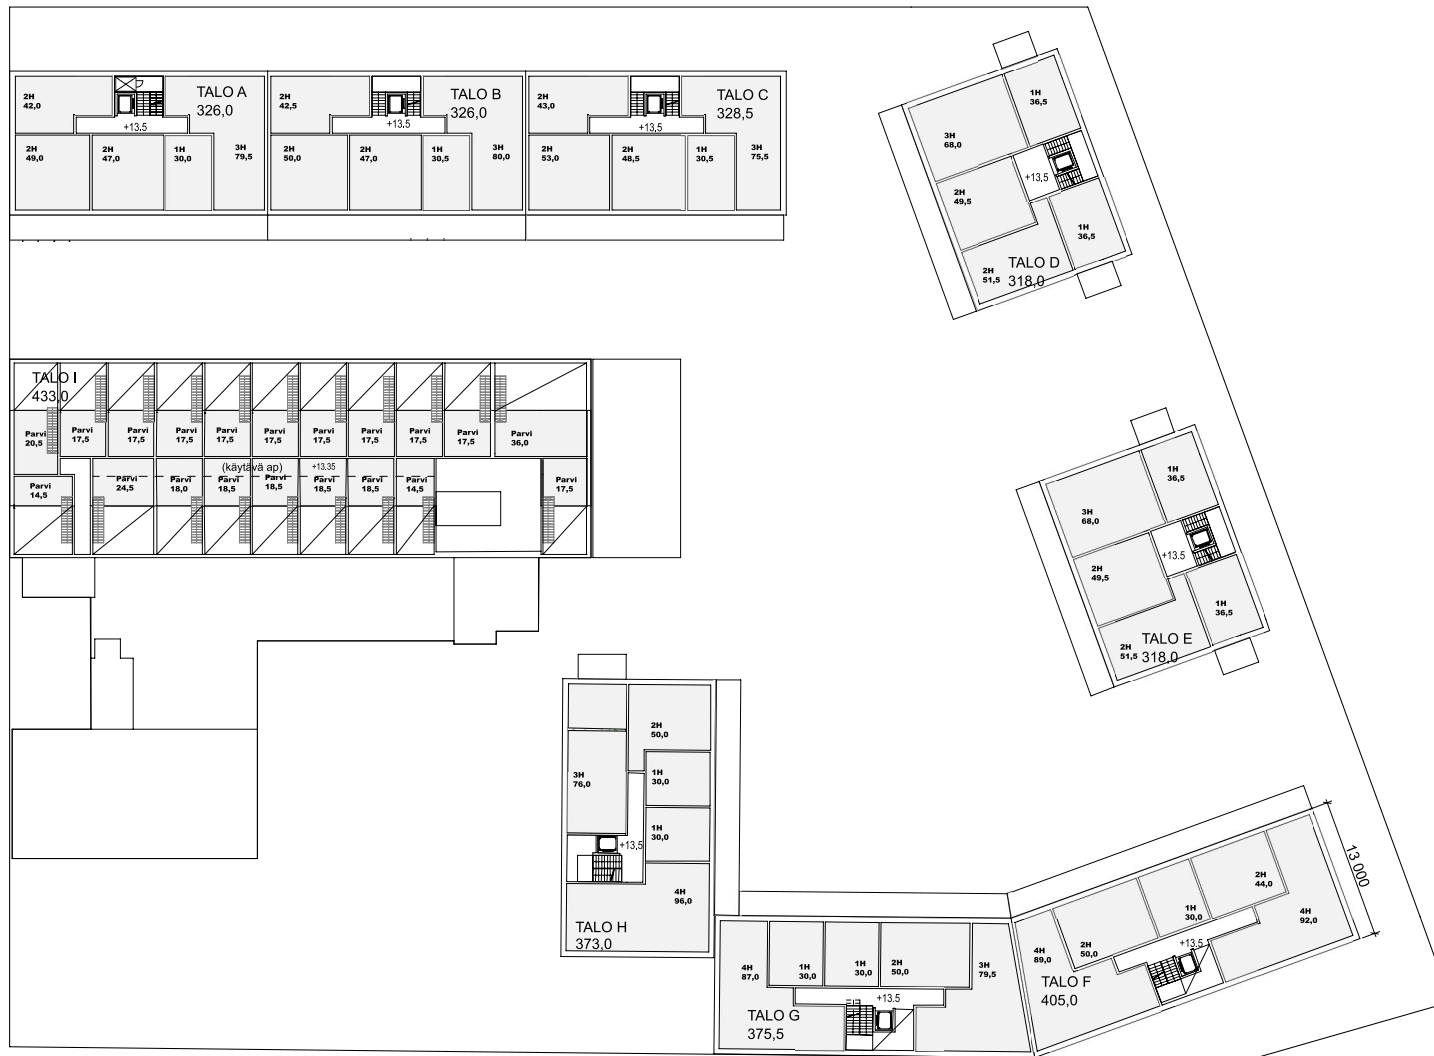 TALO A
326,0
2H
42,0
+13.5
2H
49,0
2H
47,0
1H
30,0
3H
79,5
TALO B
326,0
2H
42,5
+13.5
2H
50,0
2H
47,0
1H
30,5
3H
80,0
TALO C
328,5
2H
43,0
+13,5
2H
53,0
2H
48,5
1H
30,5
3H
75,5
1H
36,5
3H
68,0
2H
49,5
+13,5
1H
36,5
2H
51,5
TALO D
318,0
TALO I
433,0
Parvi
20,5
Parvi
17,5
Parvi
17,5
Parvi
17,5
Parvi
17,5
Parvi
17,5
Parvi
17,5
Parvi
17,5
Parvi
17,5
Parvi
17,5
Parvi
36,0
(käytävä ap)
+13.35
Parvi
14,5
Parvi
24,5
Parvi
18,0
Parvi
18,5
Parvi
18,5
Parvi
18,5
Parvi
18,5
Parvi
14,5
Parvi
17,5
1H
36,5
3H
68,0
2H
49,5
+13.5
1H
36,5
2H
51,5
TALO E
318,0
2H
50,0
3H
76,0
1H
30,0
1H
30,0
+13,5
4H
96,0
TALO H
373,0
4H
87,0
1H
30,0
1H
30,0
2H
50,0
3H
79,5
+13.5
TALO G
375,5
13 000
2H
44,0
1H
30,0
4H
92,0
2H
50,0
4H
89,0
+13.5
TALO F
405,0